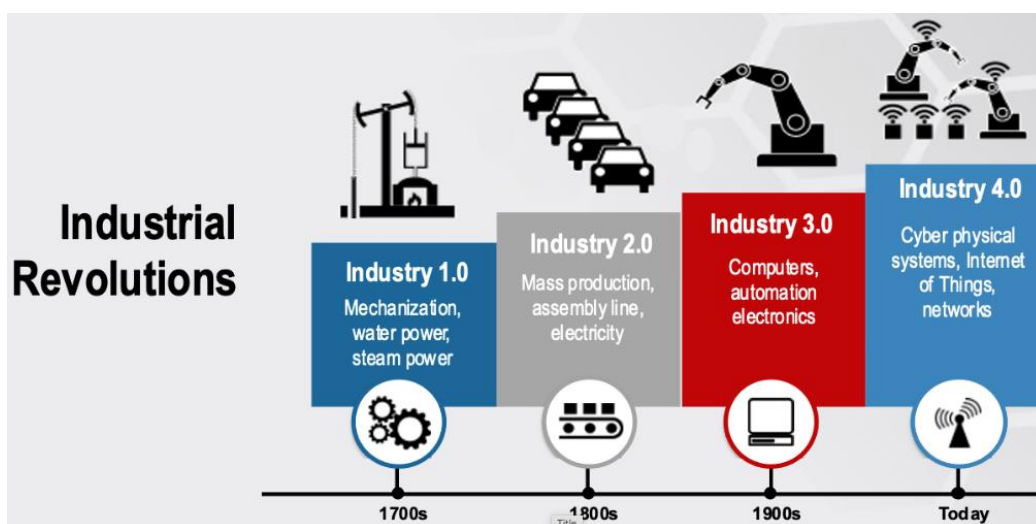 Industrial
Revolutions
Industry 1.0
Mechanization,
water power,
steam power
Industry 2.0
Mass production,
assembly line,
electricity
Industry 3.0
Computers,
automation
electronics
Industry 4.0
Cyber physical
systems, Internet
of Things,
networks
1700s
1800s
1900s
Today
Title